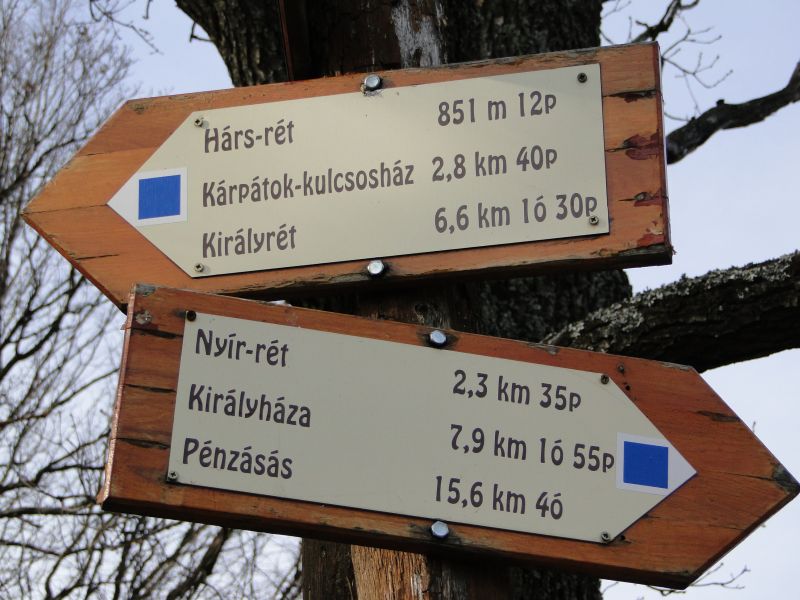 Hárs-rét 851 m 12p
Kárpátok-kulcsosház 2,8 km 40p
Királyrét 6,6 km 1ó 30p
Nyír-rét 2,3 km 35p
Királyháza 7,9 km 1ó 55p
Pénzásás 15,6 km 4ó